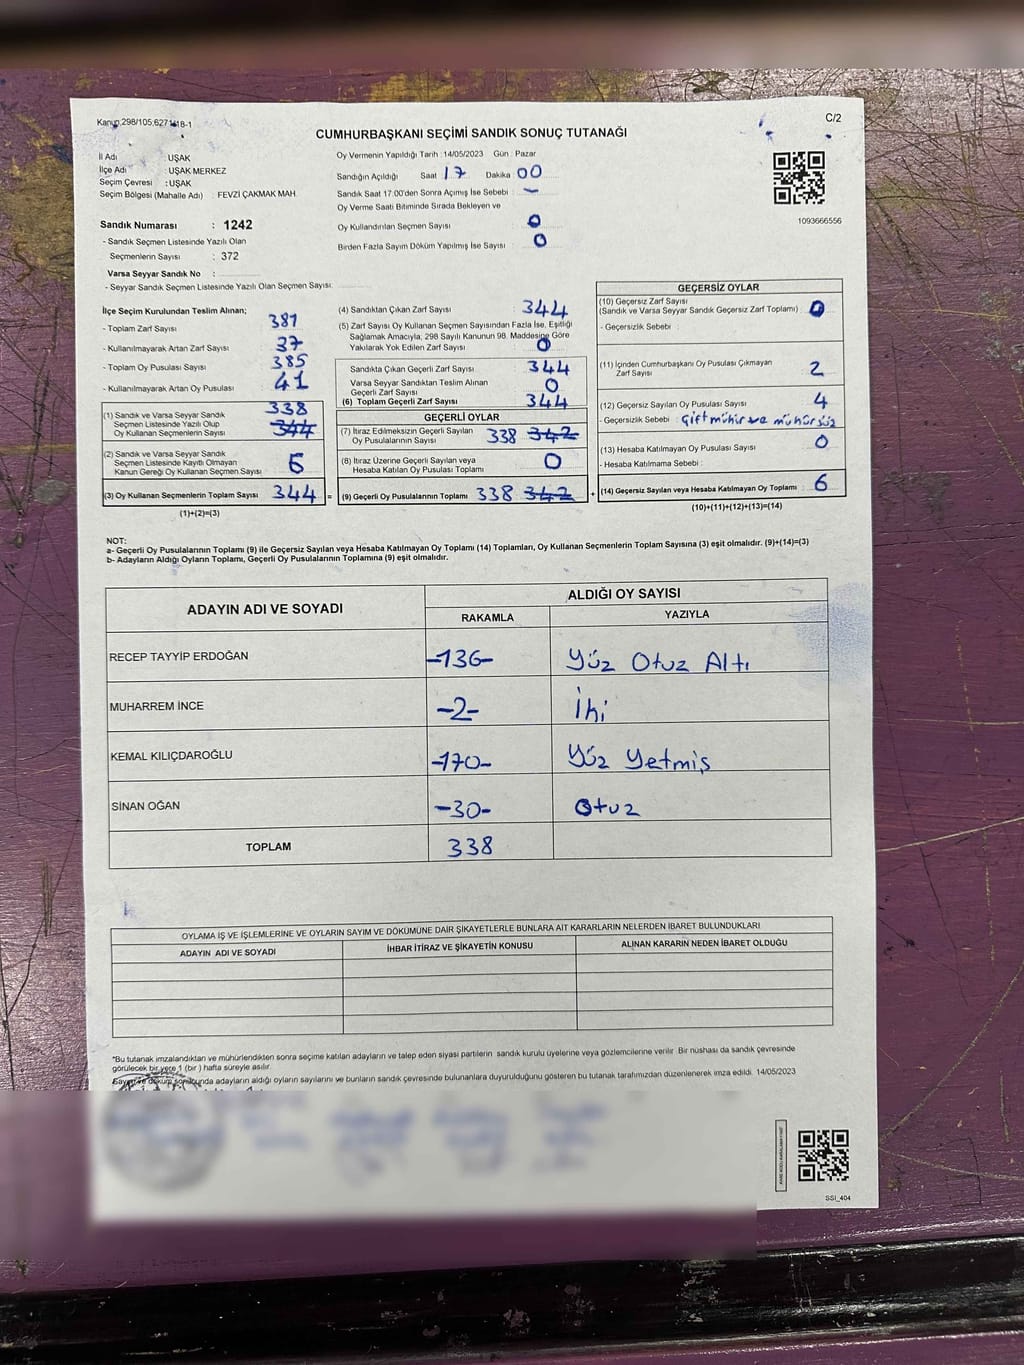 Kanun:298/105,6271/18-1
C/2
CUMHURBAŞKANI SEÇİMİ SANDIK SONUÇ TUTANAĞI
İl Adı : UŞAK
İlçe Adı : UŞAK MERKEZ
Seçim Çevresi : UŞAK
Seçim Bölgesi (Mahalle Adı) : FEVZİ ÇAKMAK MAH.
Oy Vermenin Yapıldığı Tarih :14/05/2023 Gün : Pazar
Sandığın Açıldığı Saat 17 Dakika 00
Sandık Saat 17:00'den Sonra Açımış İse Sebebi : –
Oy Verme Saati Bitiminde Sırada Bekleyen ve
Oy Kullandırılan Seçmen Sayısı : 0
Birden Fazla Sayım Döküm Yapılmış İse Sayısı : 0
1093666556
Sandık Numarası : 1242
- Sandık Seçmen Listesinde Yazılı Olan
Seçmenlerin Sayısı : 372
Varsa Seyyar Sandık No :
- Seyyar Sandık Seçmen Listesinde Yazılı Olan Seçmen Sayısı:
İlçe Seçim Kurulundan Teslim Alınan;
- Toplam Zarf Sayısı 381
- Kullanılmayarak Artan Zarf Sayısı 37
- Toplam Oy Pusulası Sayısı 385
- Kullanılmayarak Artan Oy Pusulası 41
(1) Sandık ve Varsa Seyyar Sandık
Seçmen Listesinde Yazılı Olup
Oy Kullanan Seçmenlerin Sayısı 338 344
(2) Sandık ve Varsa Seyyar Sandık
Seçmen Listesinde Kayıtlı Olmayan
Kanun Gereği Oy Kullanan Seçmen Sayısı 6
(3) Oy Kullanan Seçmenlerin Toplam Sayısı 344 =
(1)+(2)=(3)
(4) Sandıktan Çıkan Zarf Sayısı 344
(5) Zarf Sayısı Oy Kullanan Seçmen Sayısından Fazla İse, Eşitliği
Sağlamak Amacıyla; 298 Sayılı Kanunun 98. Maddesine Göre
Yakılarak Yok Edilen Zarf Sayısı 0
Sandıkta Çıkan Geçerli Zarf Sayısı 344
Varsa Seyyar Sandıktan Teslim Alınan
Geçerli Zarf Sayısı 0
(6) Toplam Geçerli Zarf Sayısı 344
GEÇERLİ OYLAR
(7) İtiraz Edilmeksizin Geçerli Sayılan
Oy Pusulasının Sayısı 338 342
(8) İtiraz Üzerine Geçerli Sayılan veya
Hesaba Katılan Oy Pusulası Toplamı 0
(9) Geçerli Oy Pusulalarının Toplamı 338 342 +
GEÇERSİZ OYLAR
(10) Geçersiz Zarf Sayısı
(Sandık ve Varsa Seyyar Sandık Geçersiz Zarf Toplamı) 0
- Geçersizlik Sebebi :
(11) İçinden Cumhurbaşkanı Oy Pusulası Çıkmayan
Zarf Sayısı 2
(12) Geçersiz Sayılan Oy Pusulası Sayısı 4
- Geçersizlik Sebebi : Çift mühür ve mühürsüz
(13) Hesaba Katılmayan Oy Pusulası Sayısı 0
- Hesaba Katılmama Sebebi :
(14) Geçersiz Sayılan veya Hesaba Katılmayan Oy Toplamı 6
(10)+(11)+(12)+(13)=(14)
NOT:
a- Geçerli Oy Pusulalarının Toplamı (9) ile Geçersiz Sayılan veya Hesaba Katılmayan Oy Toplamı (14) Toplamları, Oy Kullanan Seçmenlerin Toplam Sayısına (3) eşit olmalıdır. (9)+(14)=(3)
b- Adayların Aldığı Oyların Toplamı, Geçerli Oy Pusulalarının Toplamına (9) eşit olmalıdır.
ADAYIN ADI VE SOYADI
ALDIĞI OY SAYISI
RAKAMLA YAZIYLA
RECEP TAYYİP ERDOĞAN -136- Yüz Otuz Altı
MUHARREM İNCE -2- İki
KEMAL KILIÇDAROĞLU -170- Yüz Yetmiş
SİNAN OĞAN -30- Otuz
TOPLAM 338
OYLAMA İŞ VE İŞLEMLERİNE VE OYLARIN SAYIM VE DÖKÜMÜNE DAİR ŞİKAYETLERLE BUNLARA AİT KARARLARIN NELERDEN İBARET BULUNDUKLARI
ADAYIN ADI VE SOYADI İHBAR İTİRAZ VE ŞİKAYETİN KONUSU ALINAN KARARIN NEDEN İBARET OLDUĞU
*Bu tutanak imzalandıktan ve mühürlendikten sonra seçime katılan adayların ve talep eden siyasi partilerin sandık kurulu üyelerine veya gözlemcilerine verilir. Bir nüshası da sandık çevresinde
görülecek bir yere 1 (bir) hafta süreyle asılır.
Sayım ve döküm sonucunda adayların aldığı oyların sayılarını ve bunların sandık çevresinde bulunanlara duyurulduğunu gösteren bu tutanak tarafımızdan düzenlenerek imza edildi. 14/05/2023
SSI_404